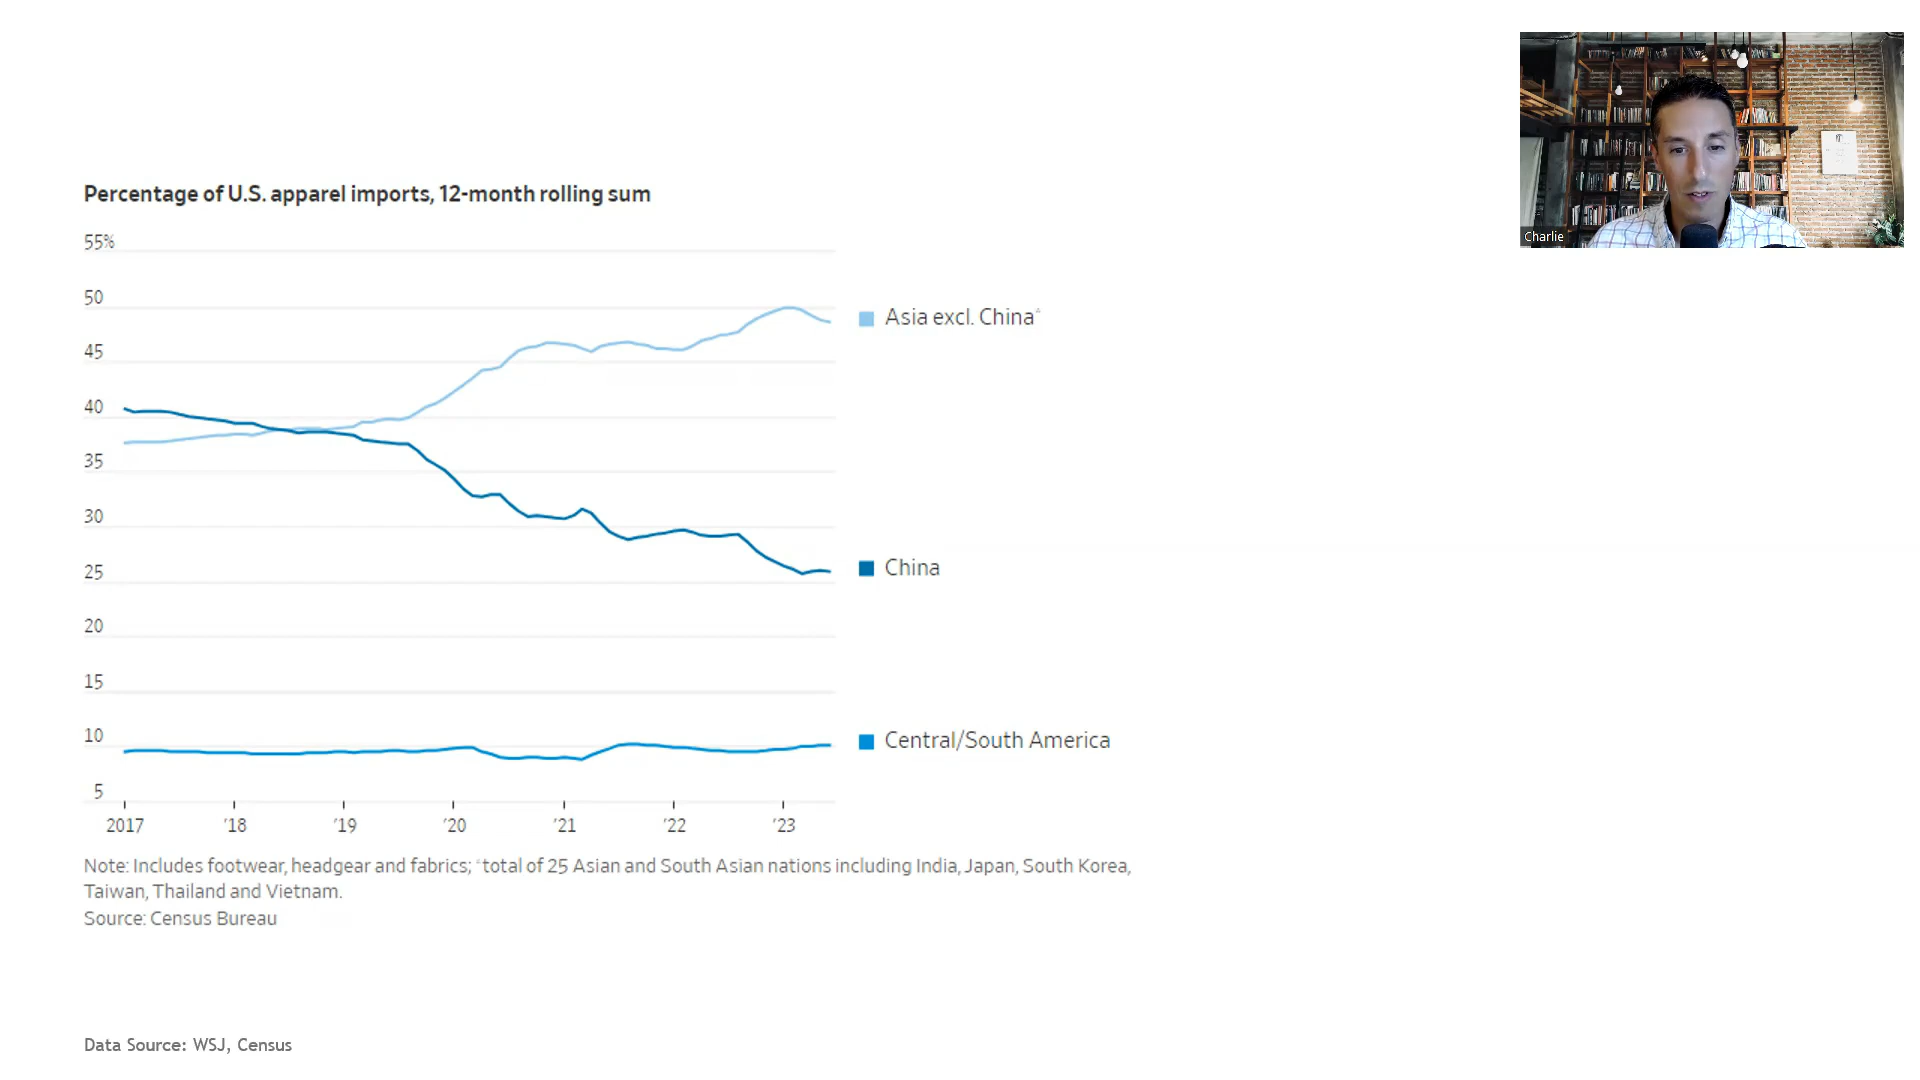 Percentage of U.S. apparel imports, 12-month rolling sum
55%
50
45
40
35
30
25
20
15
10
5
2017 '18 '19 '20 '21 '22 '23
Asia excl. China*
China
Central/South America
Note: Includes footwear, headgear and fabrics; *total of 25 Asian and South Asian nations including India, Japan, South Korea,
Taiwan, Thailand and Vietnam.
Source: Census Bureau
Data Source: WSJ, Census
Charlie